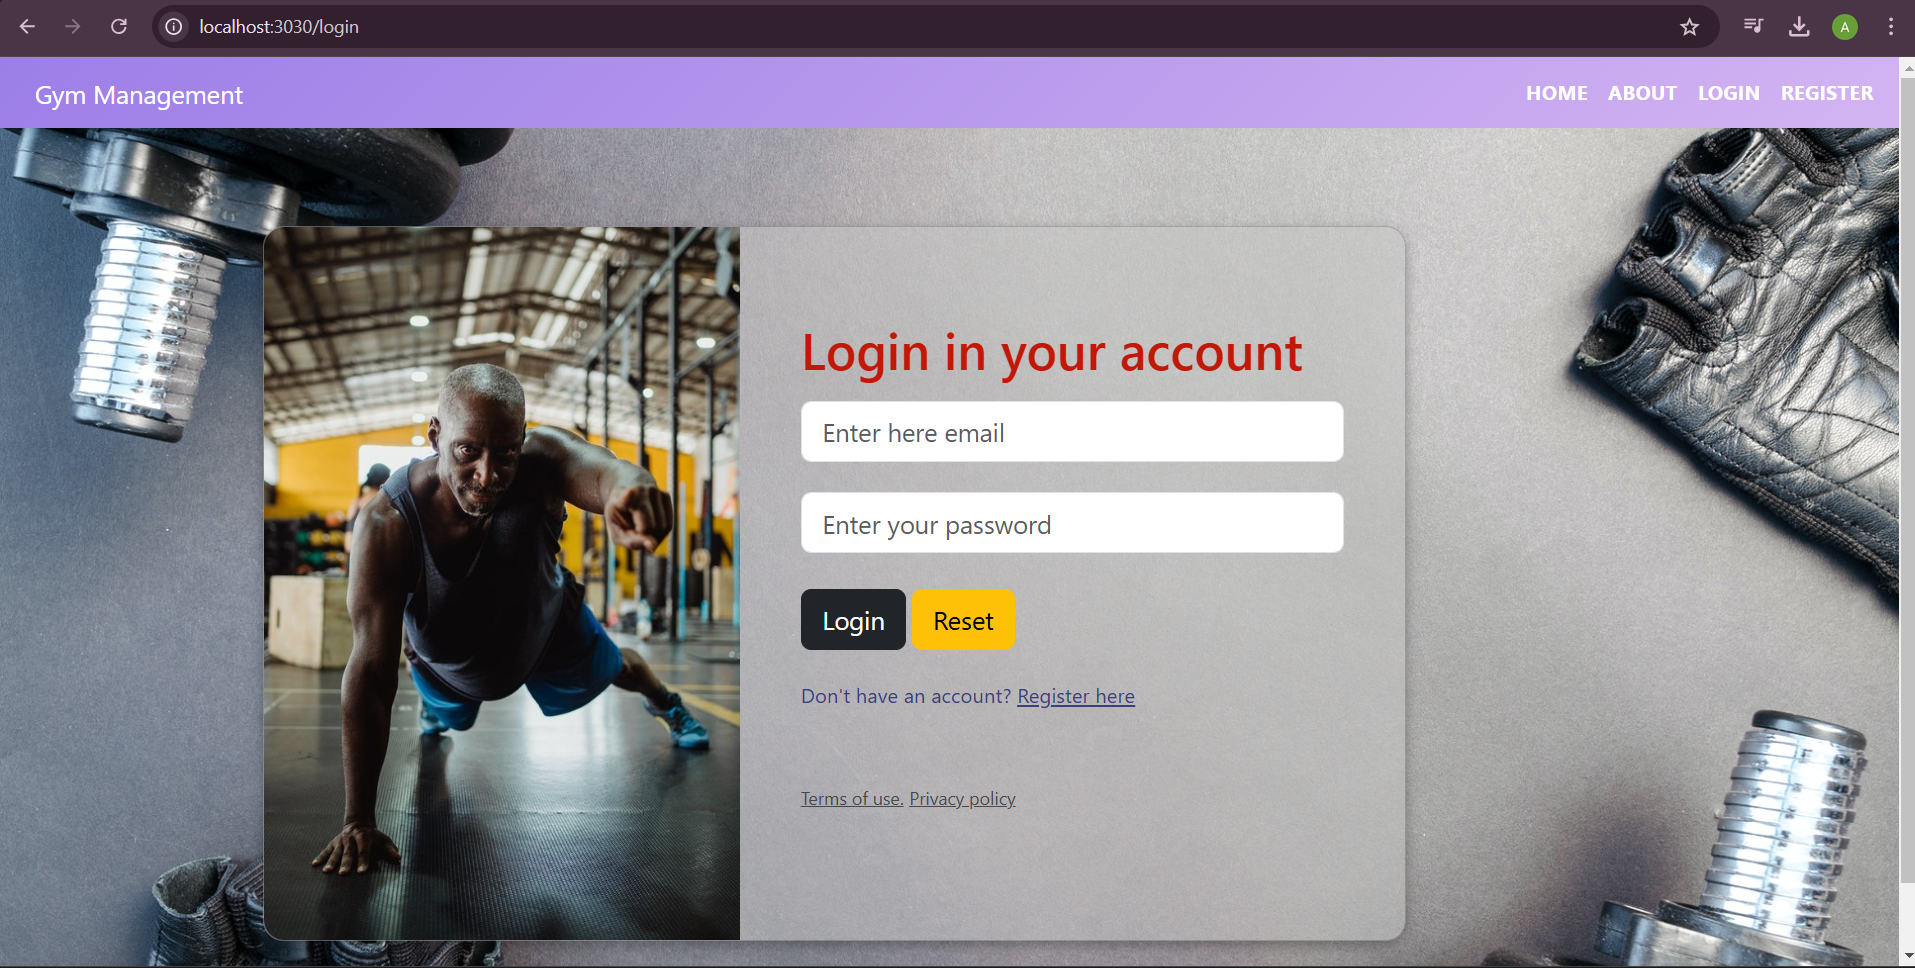 localhost:3030/login
A
Gym Management
HOME ABOUT LOGIN REGISTER
Login in your account
Enter here email
Enter your password
Login Reset
Don't have an account? Register here
Terms of use. Privacy policy